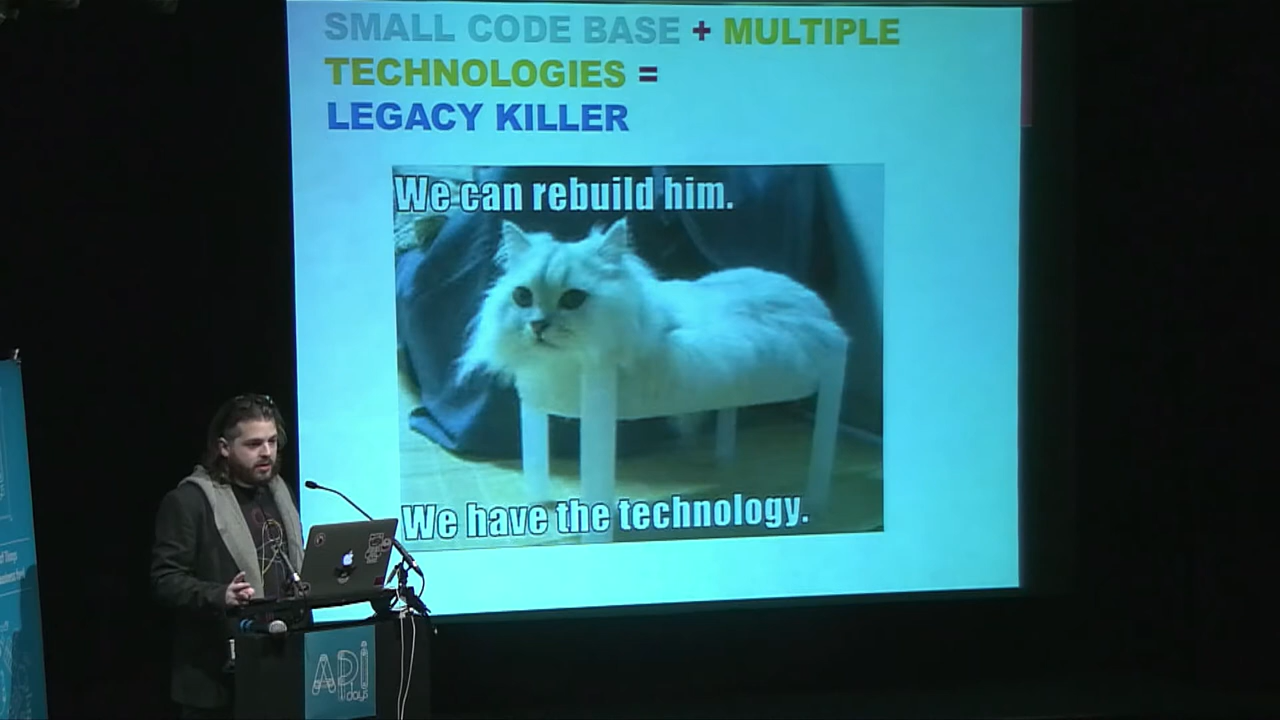 SMALL CODE BASE + MULTIPLE
TECHNOLOGIES =
LEGACY KILLER
We can rebuild him.
We have the technology.
APi
days